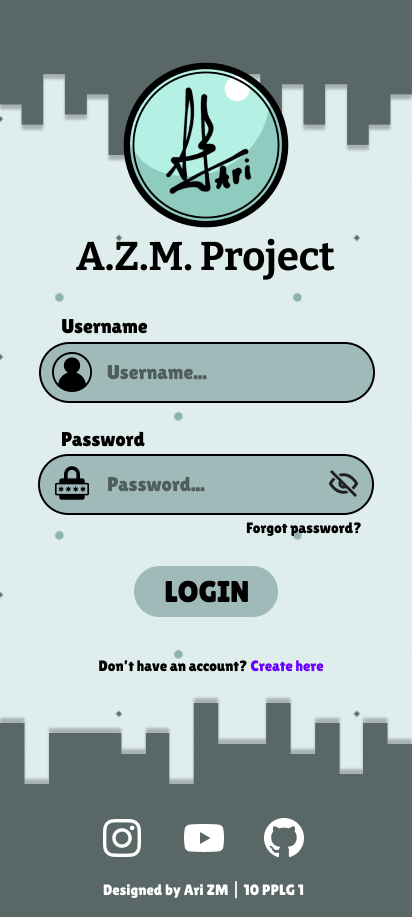 Ari
A.Z.M. Project
Username
Username...
Password
Password...
Forgot password?
LOGIN
Don't have an account? Create here
Designed by Ari ZM | 10 PPLG 1